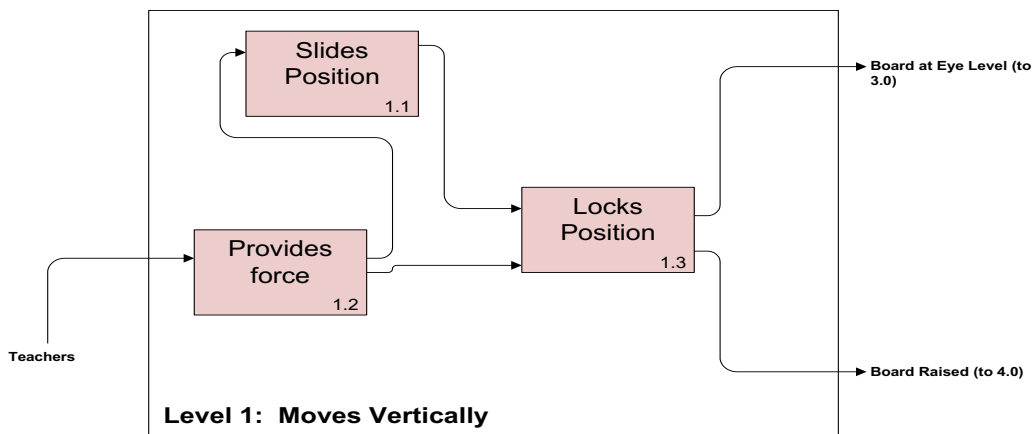 Slides
Position
1.1
Board at Eye Level (to
3.0)
Locks
Position
1.3
Provides
force
1.2
Teachers
Board Raised (to 4.0)
Level 1:  Moves Vertically